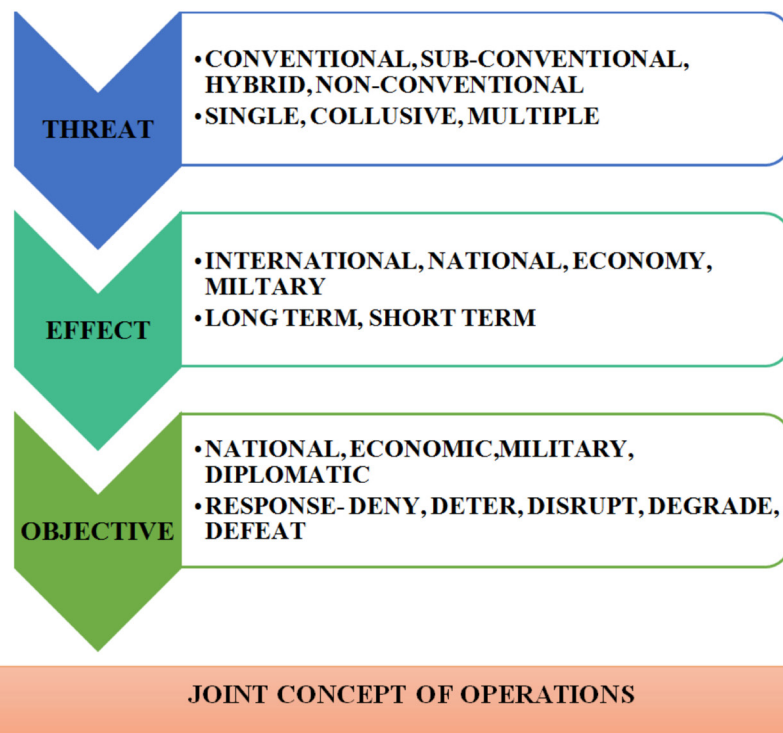 THREAT
•CONVENTIONAL, SUB-CONVENTIONAL,
HYBRID, NON-CONVENTIONAL
•SINGLE, COLLUSIVE, MULTIPLE
EFFECT
•INTERNATIONAL, NATIONAL, ECONOMY,
MILTARY
•LONG TERM, SHORT TERM
OBJECTIVE
•NATIONAL, ECONOMIC,MILITARY,
DIPLOMATIC
•RESPONSE- DENY, DETER, DISRUPT, DEGRADE,
DEFEAT
JOINT CONCEPT OF OPERATIONS